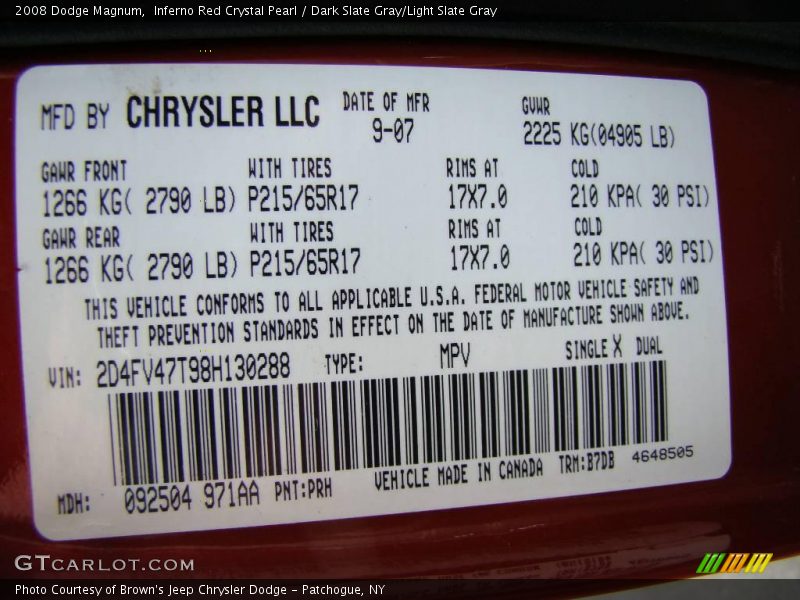 2008 Dodge Magnum,  Inferno Red Crystal Pearl / Dark Slate Gray/Light Slate Gray
MFD BY CHRYSLER LLC DATE OF MFR GVWR
9-07 2225 KG(04905 LB)
GAWR FRONT WITH TIRES RIMS AT COLD
1266 KG( 2790 LB) P215/65R17 17X7.0 210 KPA( 30 PSI)
GAWR REAR WITH TIRES RIMS AT COLD
1266 KG( 2790 LB) P215/65R17 17X7.0 210 KPA( 30 PSI)
THIS VEHICLE CONFORMS TO ALL APPLICABLE U.S.A. FEDERAL MOTOR VEHICLE SAFETY AND
THEFT PREVENTION STANDARDS IN EFFECT ON THE DATE OF MANUFACTURE SHOWN ABOVE.
VIN: 2D4FV47T98H130288 TYPE: MPV SINGLE X DUAL
MDH: 092504 971AA PNT:PRH VEHICLE MADE IN CANADA TRM:B7DB 4648505
GTCARLOT.COM
Photo Courtesy of Brown's Jeep Chrysler Dodge - Patchogue, NY